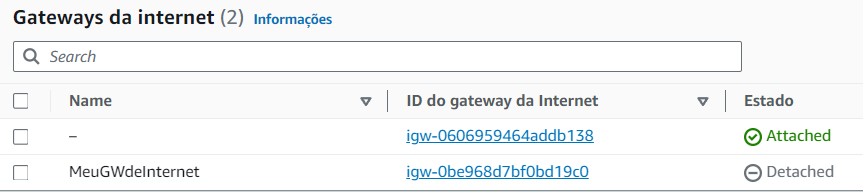 Gateways da internet (2) Informações
Search
Name ID do gateway da Internet Estado
– igw-0606959464addb138 Attached
MeuGWdeInternet igw-0be968d7bf0bd19c0 Detached